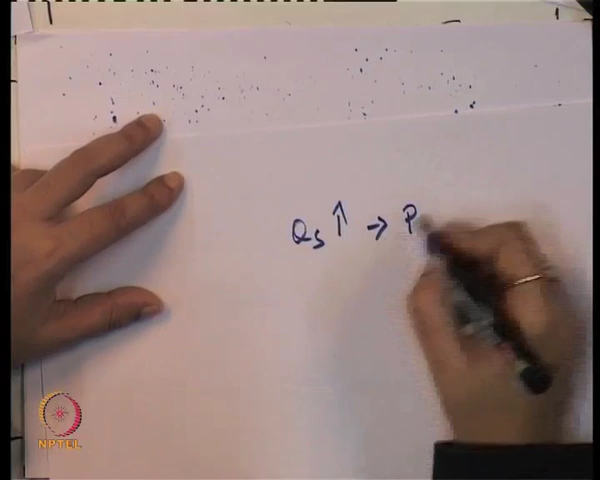 Qs ↑ → P
NPTEL